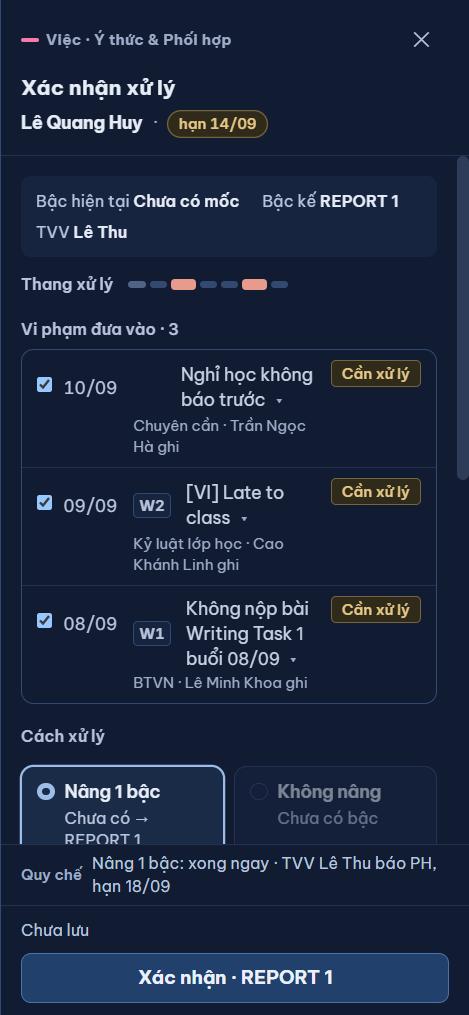 Việc · Ý thức & Phối hợp
Xác nhận xử lý
Lê Quang Huy · hạn 14/09
Bậc hiện tại Chưa có mốc Bậc kế REPORT 1
TVV Lê Thu
Thang xử lý
Vi phạm đưa vào · 3
10/09 Nghỉ học không Cần xử lý
báo trước
Chuyên cần · Trần Ngọc
Hà ghi
09/09 W2 [VI] Late to Cần xử lý
class
Kỷ luật lớp học · Cao
Khánh Linh ghi
08/09 W1 Không nộp bài Cần xử lý
Writing Task 1
buổi 08/09
BTVN · Lê Minh Khoa ghi
Cách xử lý
Nâng 1 bậc Không nâng
Chưa có → Chưa có bậc
REPORT 1
Quy chế Nâng 1 bậc: xong ngay · TVV Lê Thu báo PH,
hạn 18/09
Chưa lưu
Xác nhận · REPORT 1